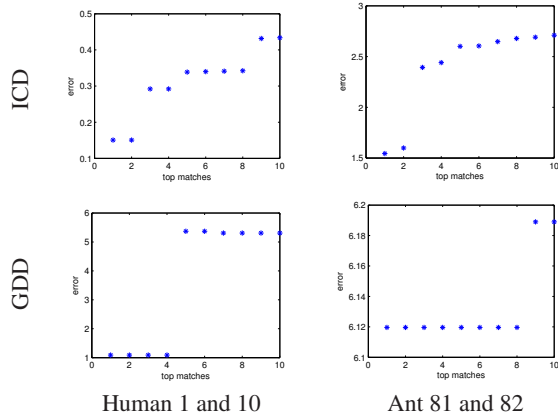 ICD
0.5
0.4
0.3
0.2
0.1
0 2 4 6 8 10
error
top matches
3
2.5
2
1.5
0 2 4 6 8 10
error
top matches
GDD
6
5
4
3
2
1
0 2 4 6 8 10
error
top matches
6.2
6.18
6.16
6.14
6.12
6.1
0 2 4 6 8 10
error
top matches
Human 1 and 10
Ant 81 and 82